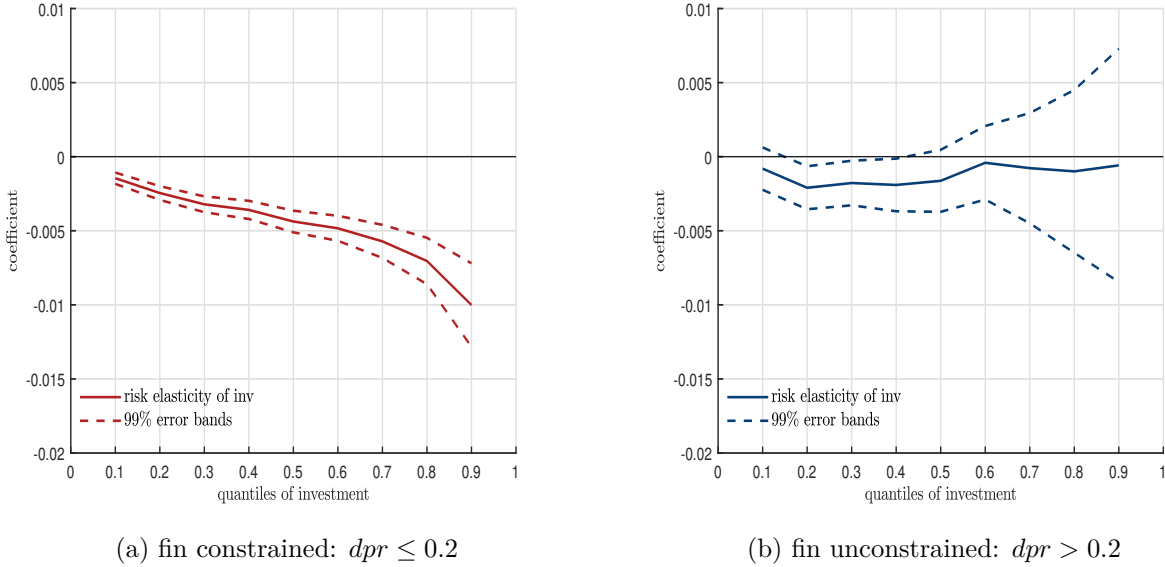 0.01
0.005
0
-0.005
-0.01
-0.015
-0.02
coefficient
risk elasticity of inv
99% error bands
0 0.1 0.2 0.3 0.4 0.5 0.6 0.7 0.8 0.9 1
quantiles of investment
(a) fin constrained: dpr ≤ 0.2
0.01
0.005
0
-0.005
-0.01
-0.015
-0.02
coefficient
risk elasticity of inv
99% error bands
0 0.1 0.2 0.3 0.4 0.5 0.6 0.7 0.8 0.9 1
quantiles of investment
(b) fin unconstrained: dpr > 0.2